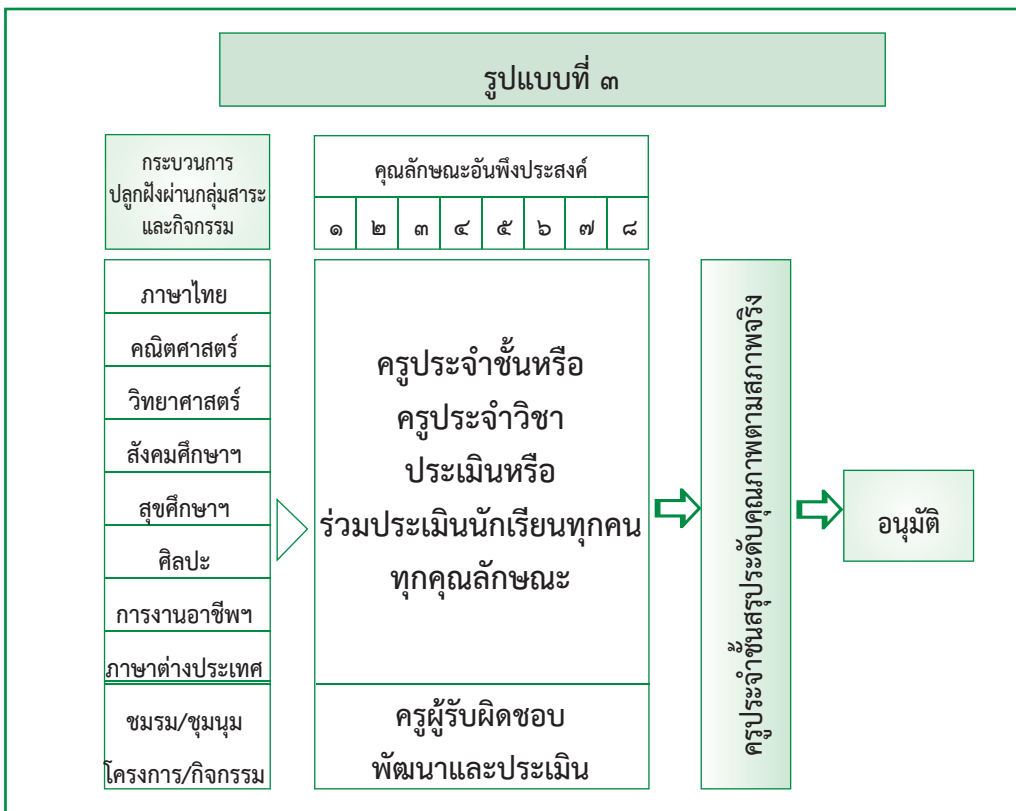 รูปแบบที่ ๓
กระบวนการ
ปลูกฝังผ่านกลุ่มสาระ
และกิจกรรม
คุณลักษณะอันพึงประสงค์
๑ ๒ ๓ ๔ ๕ ๖ ๗ ๘
ภาษาไทย
คณิตศาสตร์
วิทยาศาสตร์
สังคมศึกษาฯ
สุขศึกษาฯ
ศิลปะ
การงานอาชีพฯ
ภาษาต่างประเทศ
ชมรม/ชุมนุม
โครงการ/กิจกรรม
ครูประจำชั้นหรือ
ครูประจำวิชา
ประเมินหรือ
ร่วมประเมินนักเรียนทุกคน
ทุกคุณลักษณะ
ครูผู้รับผิดชอบ
พัฒนาและประเมิน
ครูประจำชั้นสรุประดับคุณภาพตามสภาพจริง
อนุมัติ